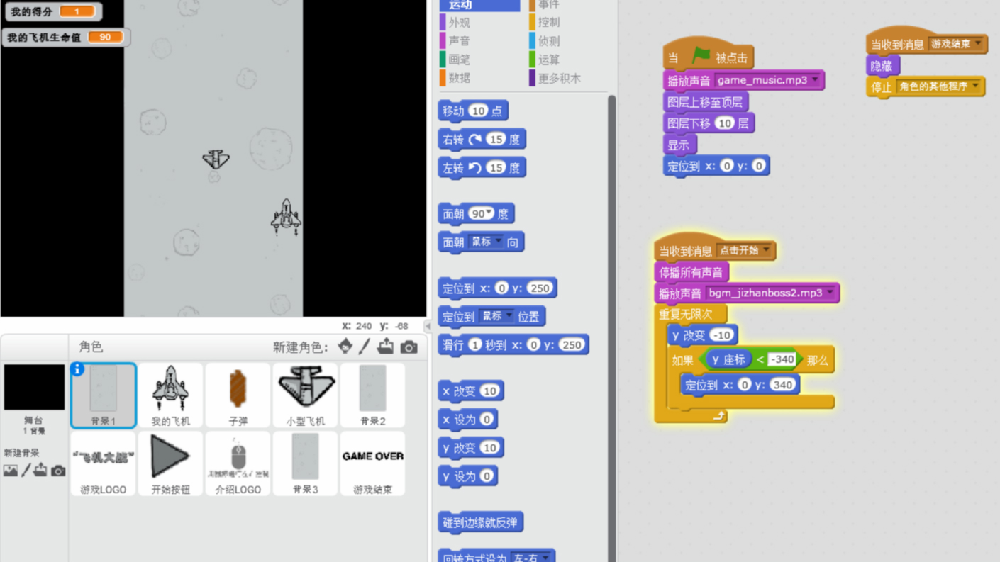 我的得分 1
我的飞机生命值 90
x: 240 y: -68
角色
新建角色:
舞台
1 背景
新建背景
背景1
我的飞机
子弹
小型飞机
背景2
“飞机大战”
GAME OVER
游戏LOGO
开始按钮
介绍LOGO
背景3
游戏结束
运动
事件
外观
控制
声音
侦测
画笔
运算
数据
更多积木
移动 10 点
右转 15 度
左转 15 度
面朝 90 度
面朝 鼠标 向
定位到 x: 0 y: 250
定位到 鼠标 位置
滑行 1 秒到 x: 0 y: 250
x 改变 10
x 设为 0
y 改变 10
y 设为 0
碰到边缘就反弹
回转方式设为 左-右
当 被点击
播放声音 game_music.mp3
图层上移至顶层
图层下移 10 层
显示
定位到 x: 0 y: 0
当收到消息 游戏结束
隐藏
停止 角色的其他程序
当收到消息 点击开始
停播所有声音
播放声音 bgm_jizhanboss2.mp3
重复无限次
y 改变 -10
如果 y 座标 < -340 那么
定位到 x: 0 y: 340